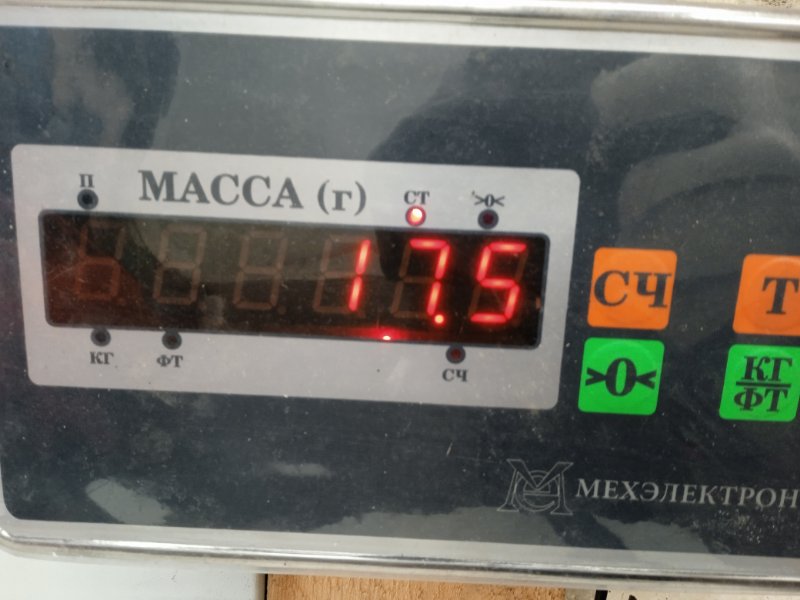 П МАССА (г) СТ >0<
17.5
КГ ФТ СЧ
СЧ Т
>0< КГ
ФТ
МЕХЭЛЕКТРОН